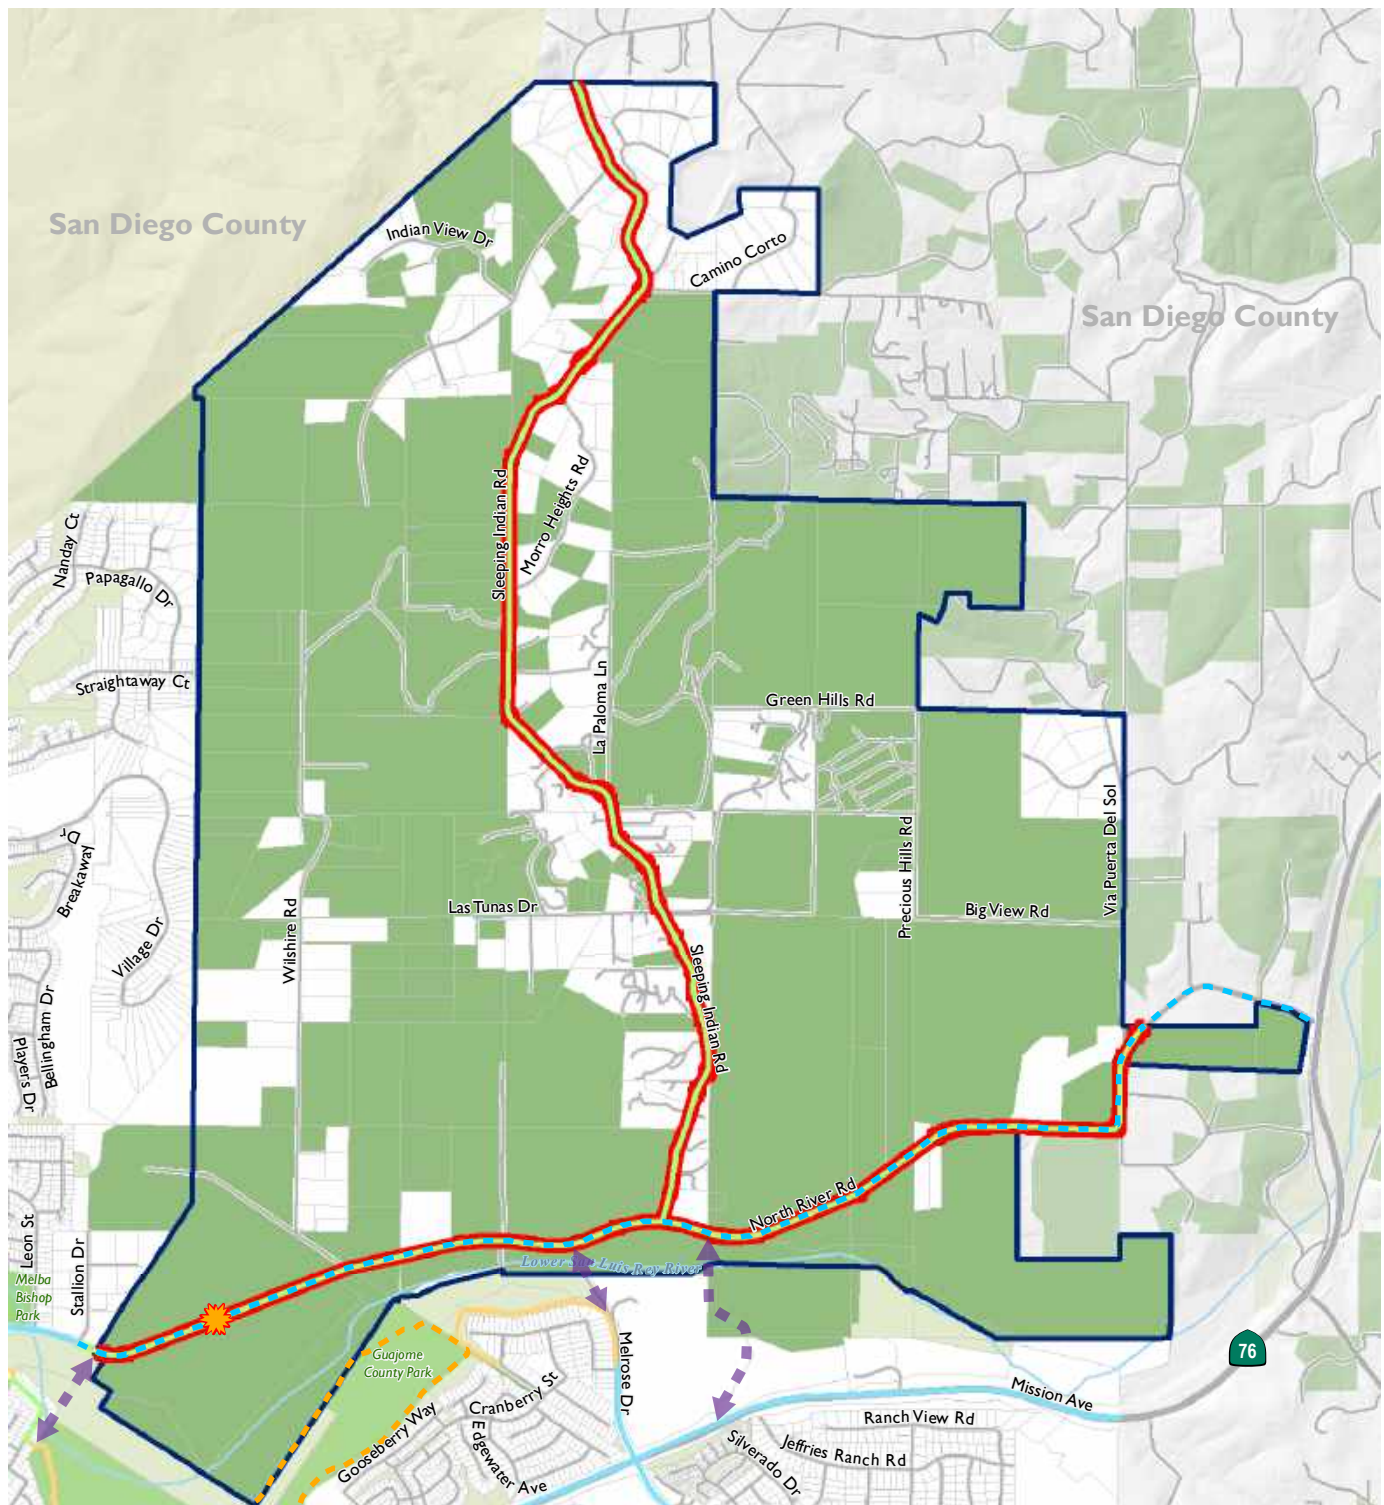 San Diego County
Indian View Dr
Camino Corto
San Diego County
Sleeping Indian Rd
Morro Heights Rd
Nanday Ct
Papagallo Dr
Straightaway Ct
La Paloma Ln
Green Hills Rd
Via Puerta Del Sol
Precious Hills Rd
Breakaway
Dr
Las Tunas Dr
Big View Rd
Wilshire Rd
Village Dr
Sleeping Indian Rd
Bellingham Dr
Players Dr
North River Rd
Leon St
Stallion Dr
Lower San Luis Rey River
Melba
Bishop
Park
Guajome
County Park
76
Melrose Dr
Cranberry St
Mission Ave
Gooseberry Way
Edgewater Ave
Ranch View Rd
Silverado Dr
Jeffries Ranch Rd